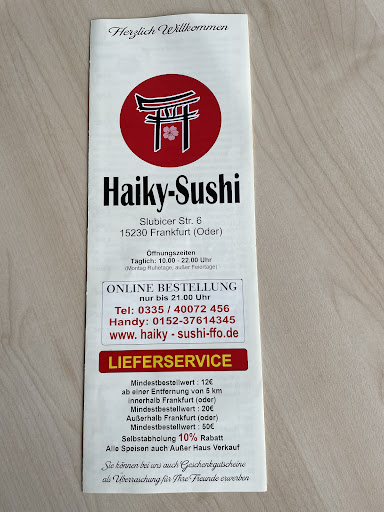 Herzlich Willkommen
Haiky-Sushi
Slubicer Str. 6
15230 Frankfurt (Oder)
Öffnungszeiten
Täglich: 10.00 - 22.00 Uhr
(Montag Ruhetage, außer Feiertage)
ONLINE BESTELLUNG
nur bis 21.00 Uhr
Tel: 0335 / 40072 456
Handy: 0152-37614345
www. haiky - sushi-ffo.de
LIEFERSERVICE
Mindestbestellwert : 12€
ab einer Entfernung von 5 km
innerhalb Frankfurt (oder)
Mindestbestellwert : 20€
Außerhalb Frankfurt (oder)
Mindestbestellwert : 50€
Selbstabholung 10% Rabatt
Alle Speisen auch Außer Haus Verkauf
Sie können bei uns auch Geschenkgutscheine
als Überraschung für Ihre Freunde erwerben